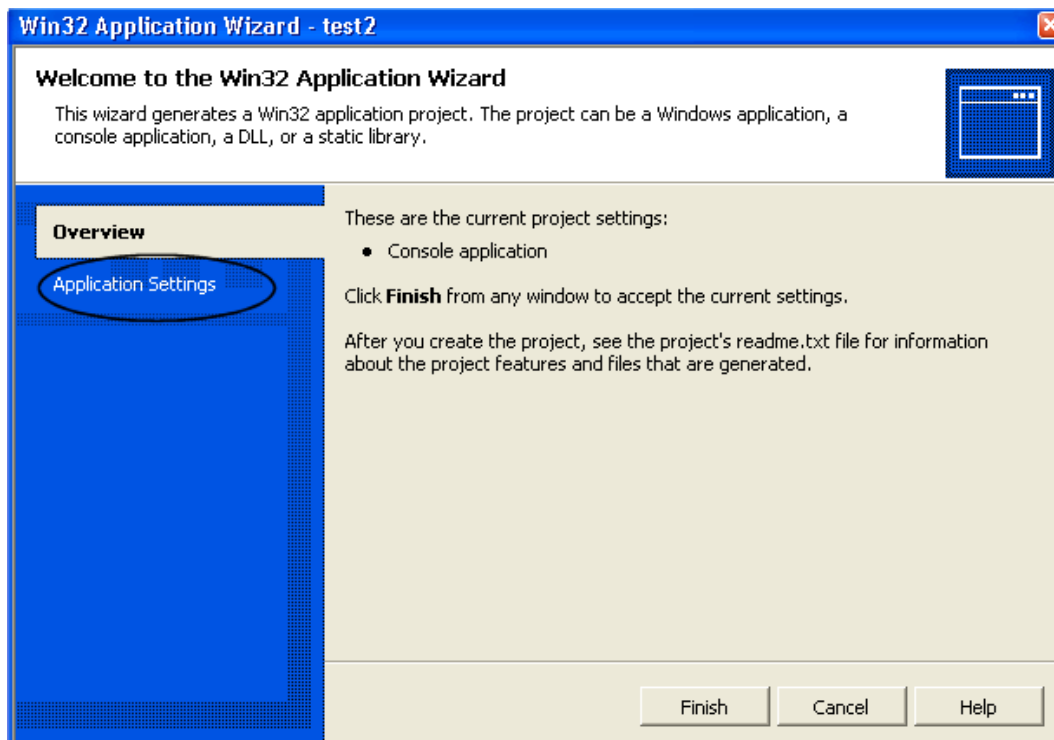 Win32 Application Wizard - test2
Welcome to the Win32 Application Wizard
This wizard generates a Win32 application project. The project can be a Windows application, a
console application, a DLL, or a static library.
Overview
Application Settings
These are the current project settings:
• Console application
Click Finish from any window to accept the current settings.
After you create the project, see the project's readme.txt file for information
about the project features and files that are generated.
Finish
Cancel
Help